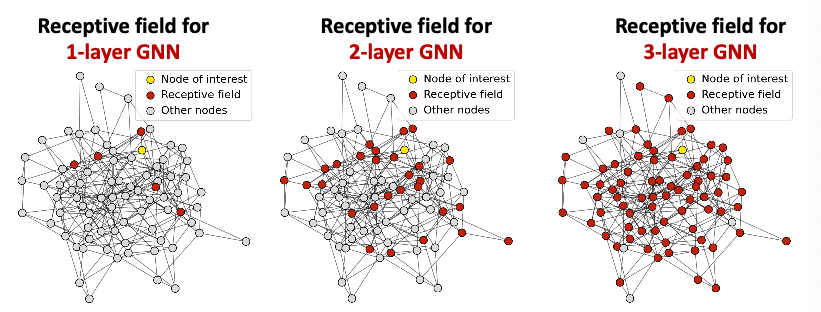 Receptive field for
1-layer GNN
Node of interest
Receptive field
Other nodes
Receptive field for
2-layer GNN
Node of interest
Receptive field
Other nodes
Receptive field for
3-layer GNN
Node of interest
Receptive field
Other nodes